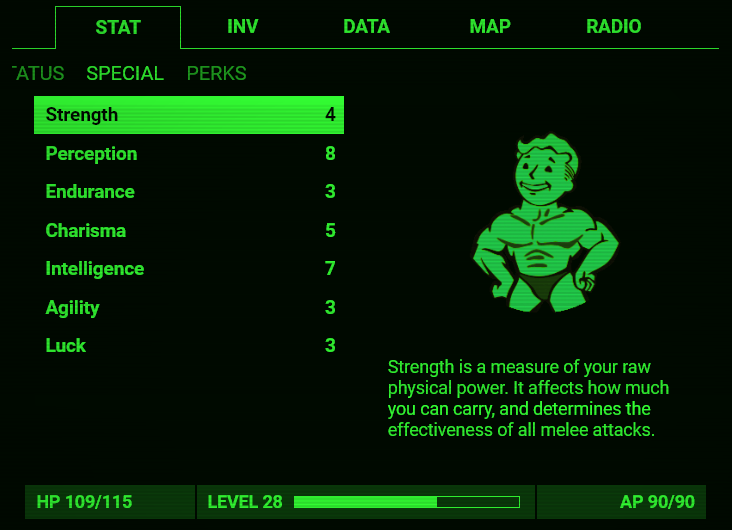 STAT INV DATA MAP RADIO
ATUS SPECIAL PERKS
Strength 4
Perception 8
Endurance 3
Charisma 5
Intelligence 7
Agility 3
Luck 3
Strength is a measure of your raw
physical power. It affects how much
you can carry, and determines the
effectiveness of all melee attacks.
HP 109/115 LEVEL 28 AP 90/90